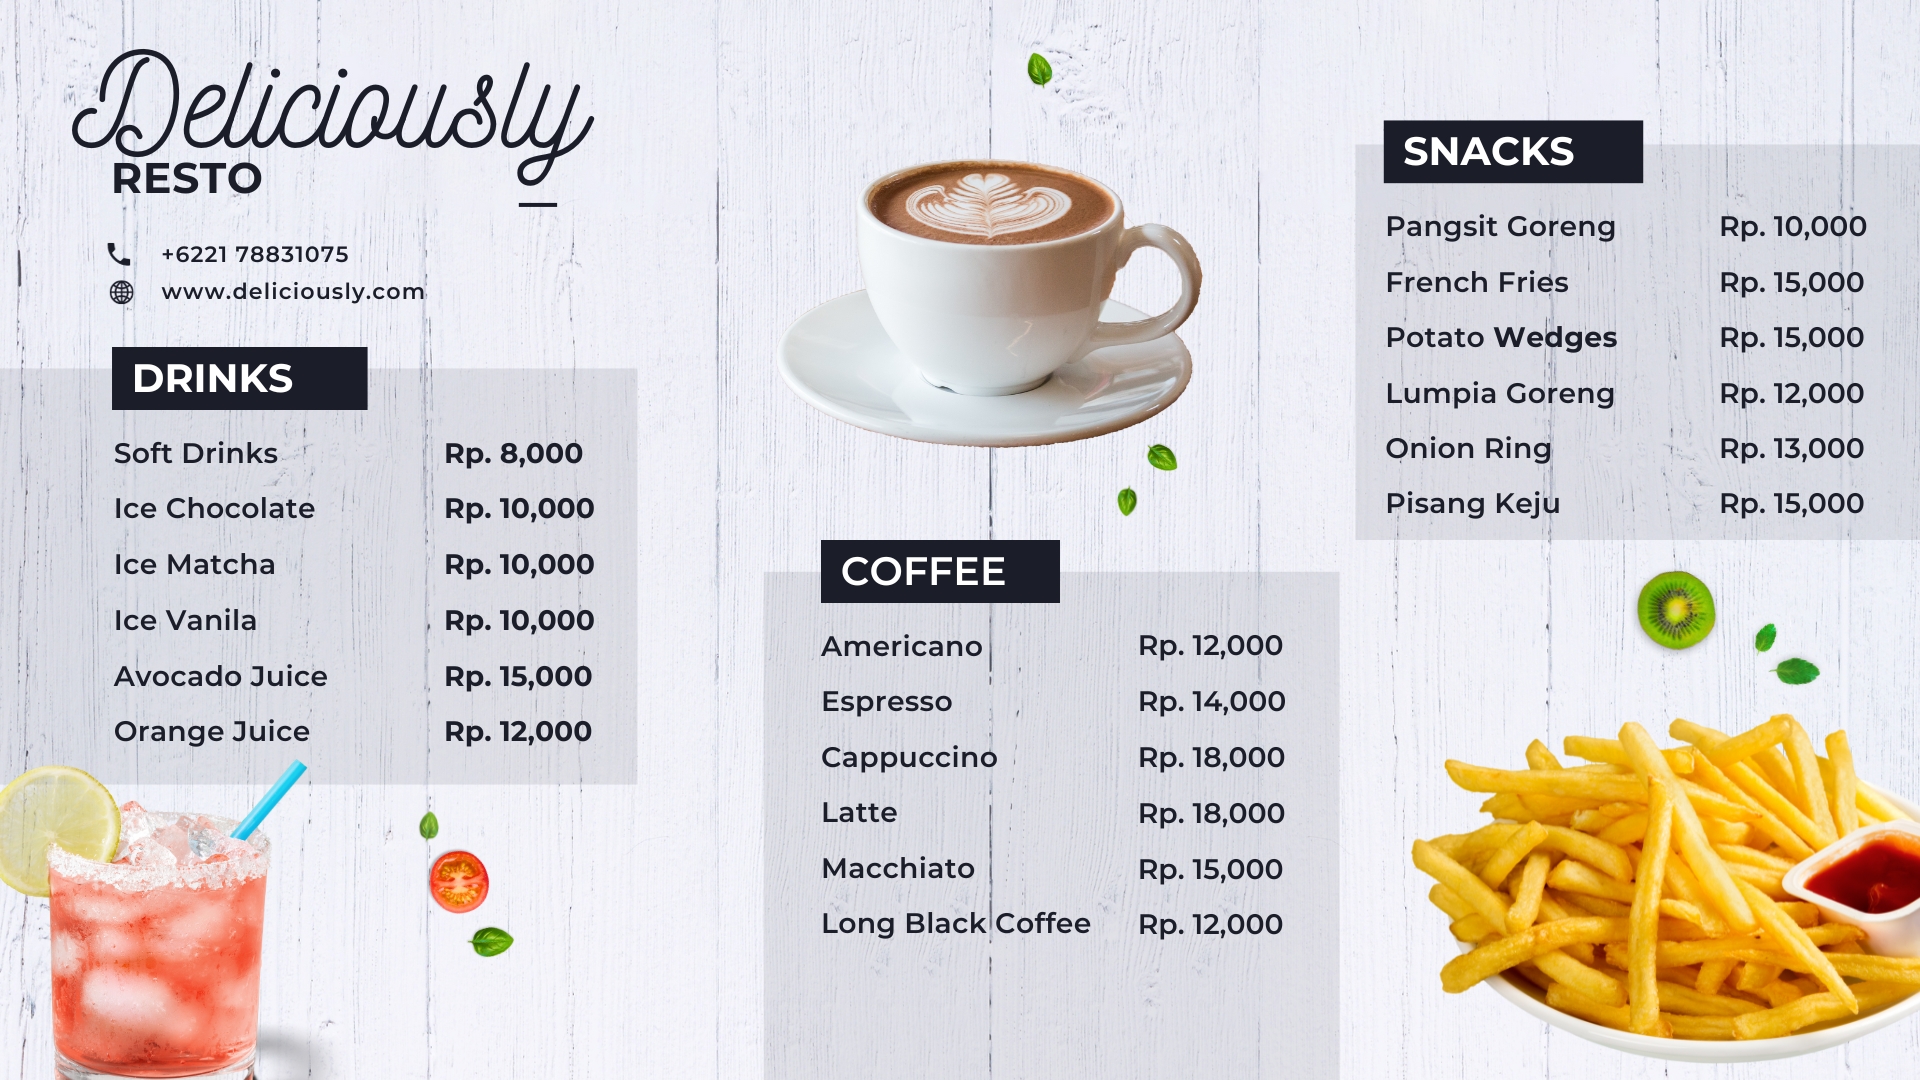 Deliciously
RESTO
+6221 78831075
www.deliciously.com
DRINKS
Soft Drinks Rp. 8,000
Ice Chocolate Rp. 10,000
Ice Matcha Rp. 10,000
Ice Vanila Rp. 10,000
Avocado Juice Rp. 15,000
Orange Juice Rp. 12,000
COFFEE
Americano Rp. 12,000
Espresso Rp. 14,000
Cappuccino Rp. 18,000
Latte Rp. 18,000
Macchiato Rp. 15,000
Long Black Coffee Rp. 12,000
SNACKS
Pangsit Goreng Rp. 10,000
French Fries Rp. 15,000
Potato Wedges Rp. 15,000
Lumpia Goreng Rp. 12,000
Onion Ring Rp. 13,000
Pisang Keju Rp. 15,000